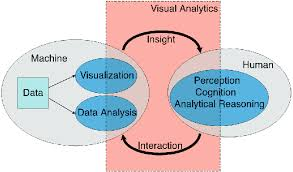 Visual Analytics
Insight
Machine
Human
Visualization
Data
Data Analysis
Perception
Cognition
Analytical Reasoning
Interaction